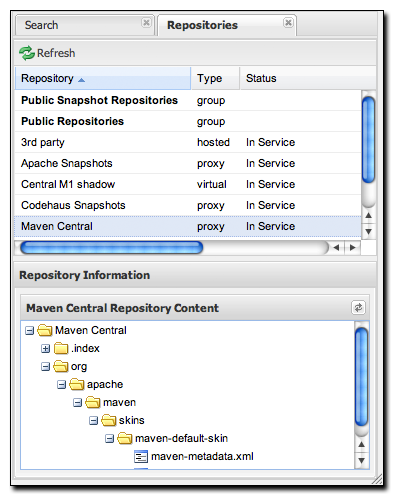 Search Repositories
Refresh
Repository Type Status
Public Snapshot Repositories group
Public Repositories group
3rd party hosted In Service
Apache Snapshots proxy In Service
Central M1 shadow virtual In Service
Codehaus Snapshots proxy In Service
Maven Central proxy In Service
Repository Information
Maven Central Repository Content
Maven Central
.index
org
apache
maven
skins
maven-default-skin
maven-metadata.xml